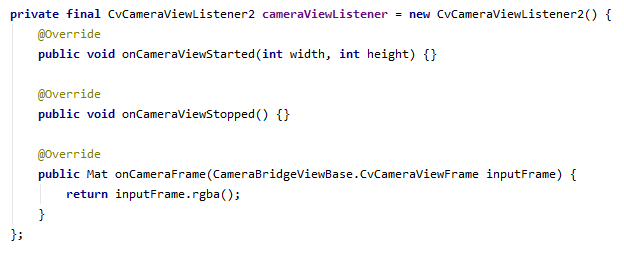 private final CvCameraViewListener2 cameraViewListener = new CvCameraViewListener2() {
    @Override
    public void onCameraViewStarted(int width, int height) {}

    @Override
    public void onCameraViewStopped() {}

    @Override
    public Mat onCameraFrame(CameraBridgeViewBase.CvCameraViewFrame inputFrame) {
        return inputFrame.rgba();
    }
};